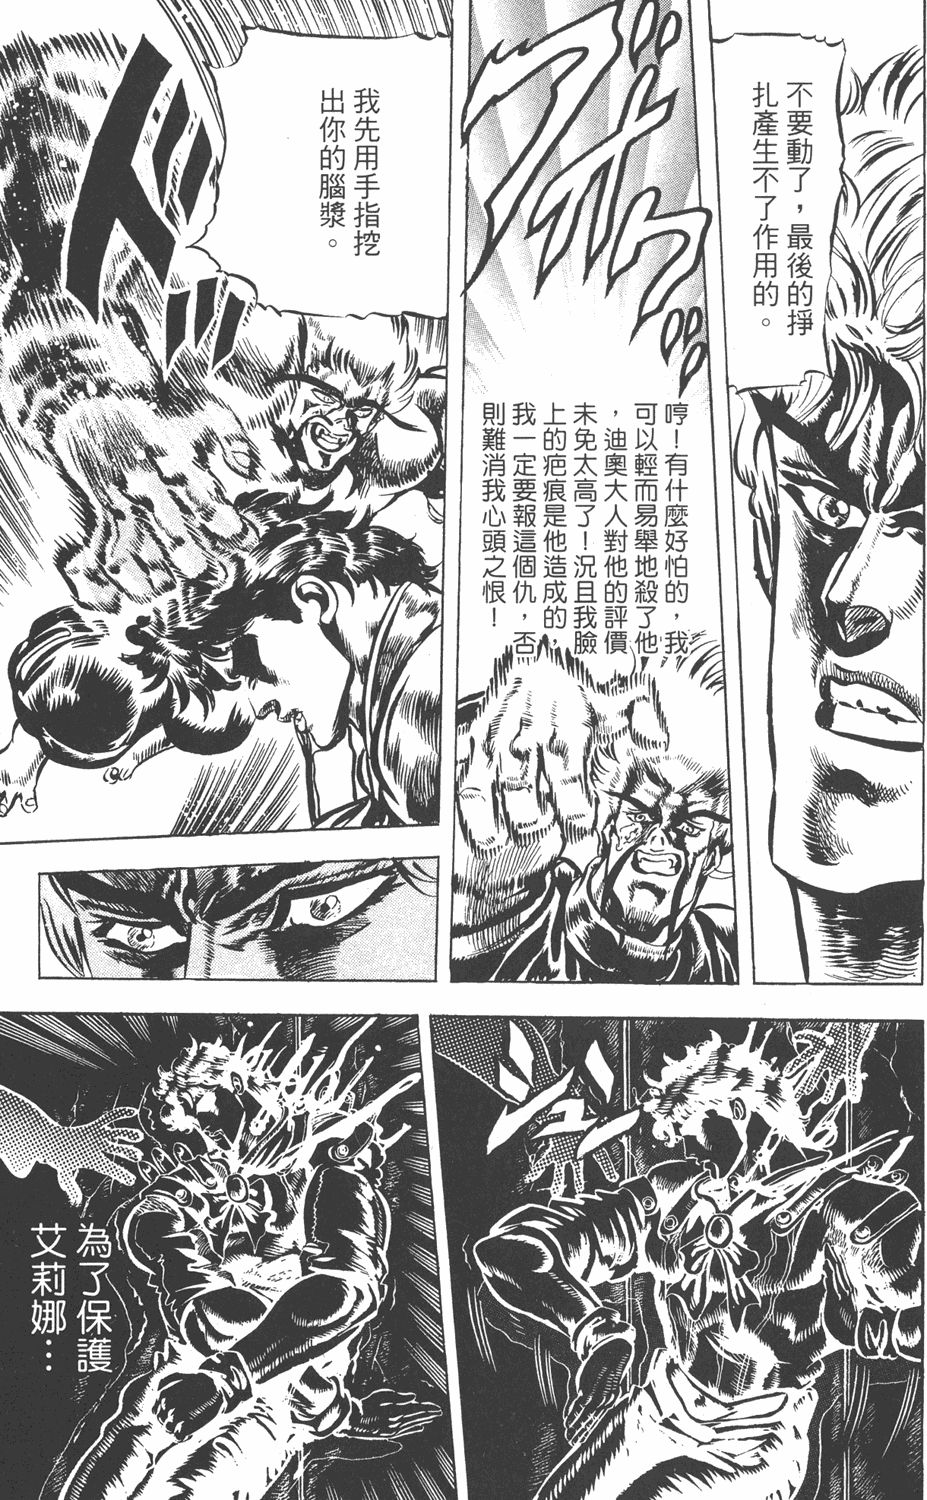 不要動了，最後的掙
扎產生不了作用的。
ブオウ
哼！有什麼好怕的，我
可以輕而易舉地殺了他
，迪奧大人對他的評價
未免太高了！況且我臉
上的疤痕是他造成的，
我一定要報這個仇，否
則難消我心頭之恨！
我先用手指挖
出你的腦漿。
ドド
為了保護
艾莉娜…